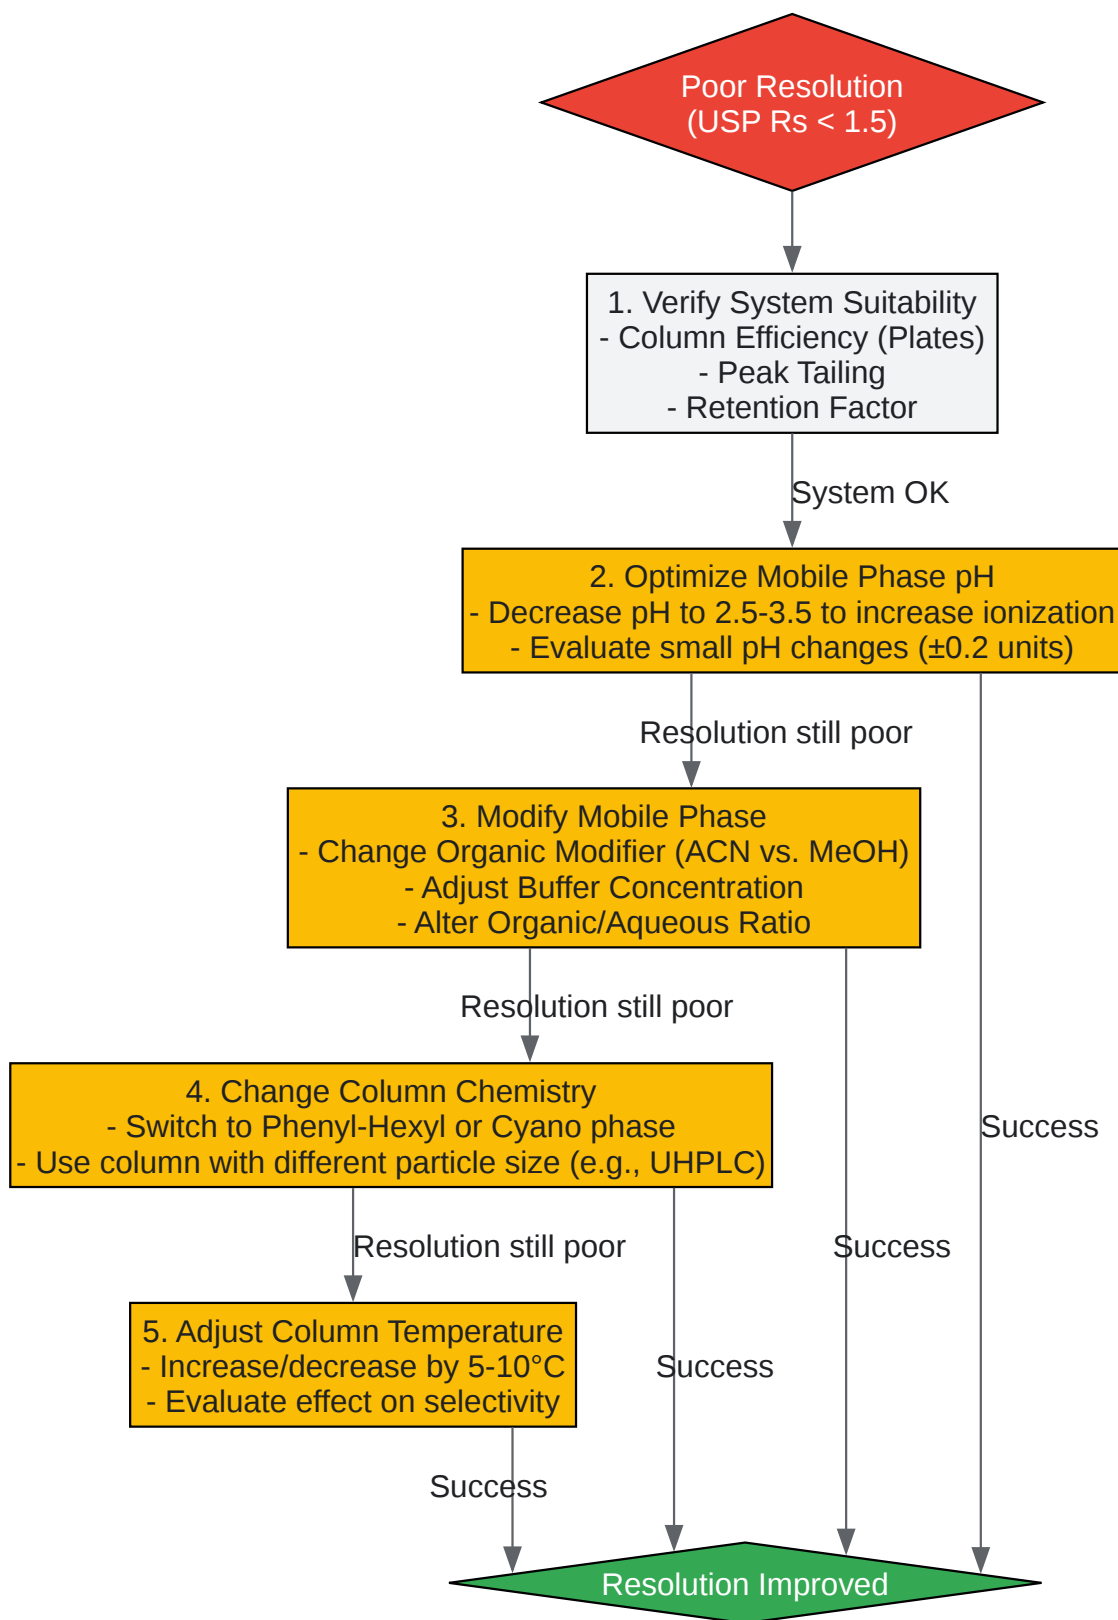 Poor Resolution
(USP Rs < 1.5)
1. Verify System Suitability
- Column Efficiency (Plates)
- Peak Tailing
- Retention Factor
System OK
2. Optimize Mobile Phase pH
- Decrease pH to 2.5-3.5 to increase ionization
- Evaluate small pH changes (±0.2 units)
Resolution still poor
3. Modify Mobile Phase
- Change Organic Modifier (ACN vs. MeOH)
- Adjust Buffer Concentration
- Alter Organic/Aqueous Ratio
Resolution still poor
4. Change Column Chemistry
- Switch to Phenyl-Hexyl or Cyano phase
- Use column with different particle size (e.g., UHPLC)
Success
Resolution still poor
Success
5. Adjust Column Temperature
- Increase/decrease by 5-10°C
- Evaluate effect on selectivity
Success
Success
Resolution Improved